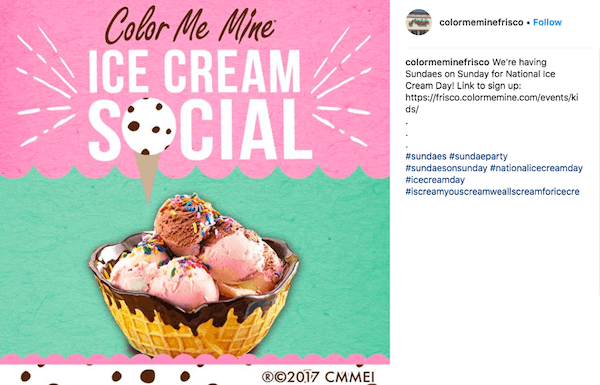 Color Me Mine
ICE CREAM
SOCIAL
®©2017 CMMEI
colormeminefrisco • Follow
colormeminefrisco We're having
Sundaes on Sunday for National Ice
Cream Day! Link to sign up:
https://frisco.colormemine.com/events/ki
ds/
.
.
.
#sundaes #sundaeparty
#sundaesonsunday #nationalicecreamday
#icecreamday
#iscreamyouscreamweallscreamforicecre